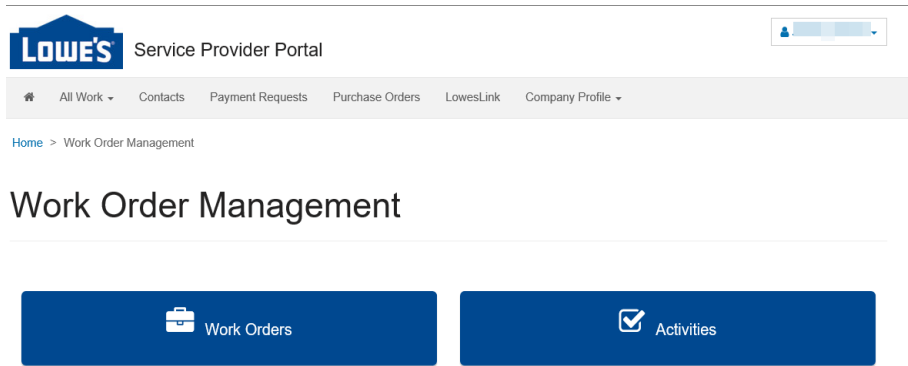 LOWE'S Service Provider Portal
All Work Contacts Payment Requests Purchase Orders LowesLink Company Profile
Home > Work Order Management
Work Order Management
Work Orders Activities